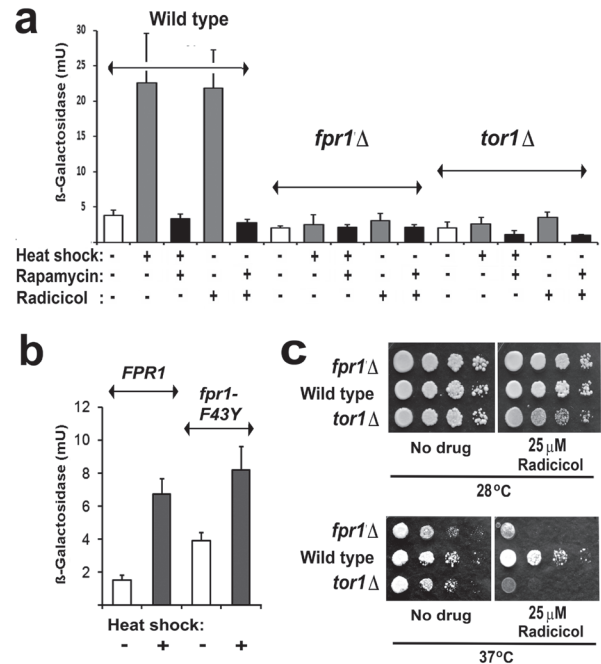 a
Wild type
ß-Galactosidase (mU)
30
25
20
15
10
5
fpr1Δ
tor1Δ
Heat shock: - + + - - - + + - - - + + - -
Rapamycin: - - + - + - - + - + - - + - +
Radicicol : - - - + + - - - + + - - - + +
b
FPR1
fpr1-
F43Y
ß-Galactosidase (mU)
12
10
8
6
4
2
Heat shock:
- + - +
c
fpr1Δ
Wild type
tor1Δ
No drug
25 µM
Radicicol
28°C
fpr1Δ
Wild type
tor1Δ
No drug
25 µM
Radicicol
37°C